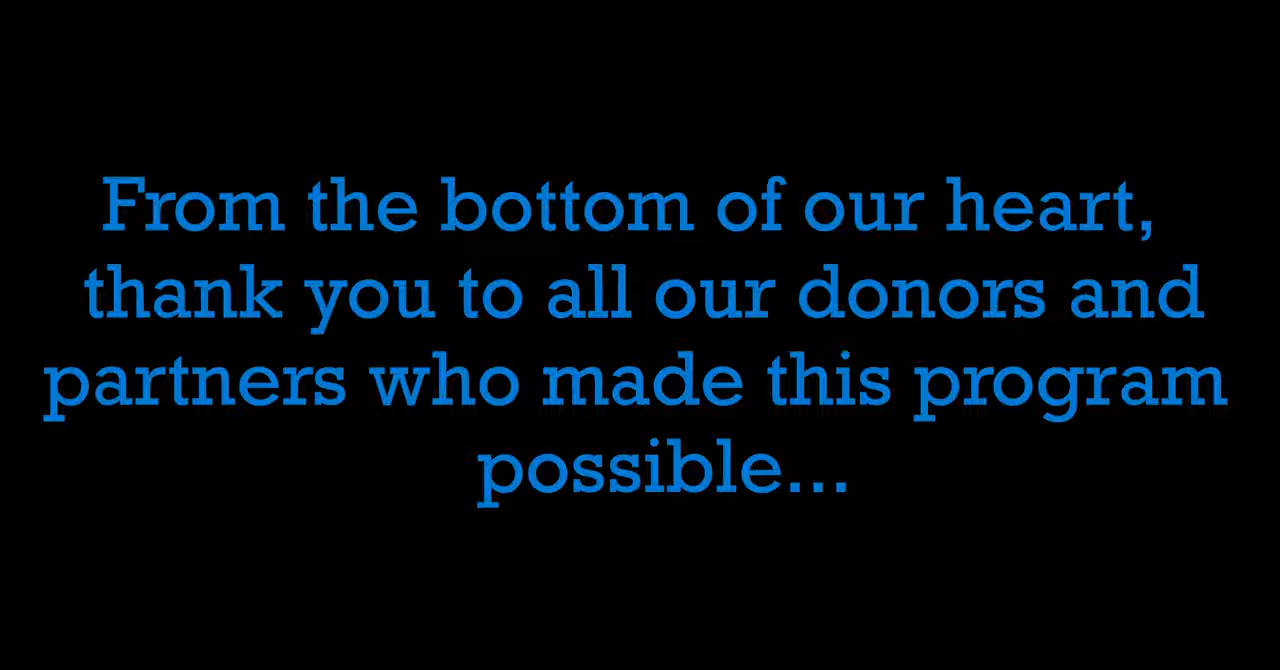 From the bottom of our heart,
thank you to all our donors and
partners who made this program
possible...